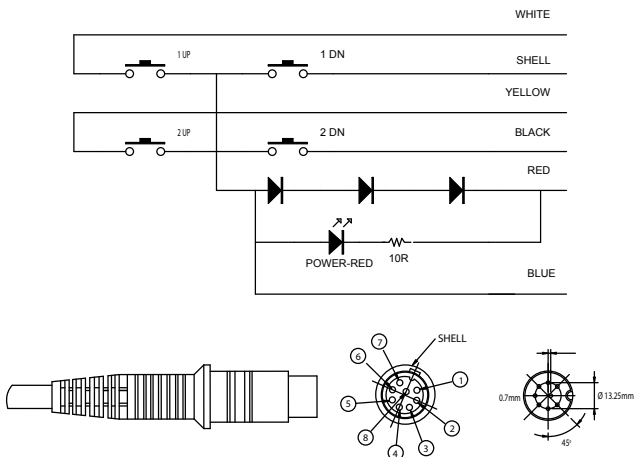 WHITE
1 UP
1 DN
SHELL
YELLOW
2 UP
2 DN
BLACK
RED
POWER-RED
10R
BLUE
SHELL
7
6
1
5
2
8
3
4
0.7mm
Ø 13.25mm
45°